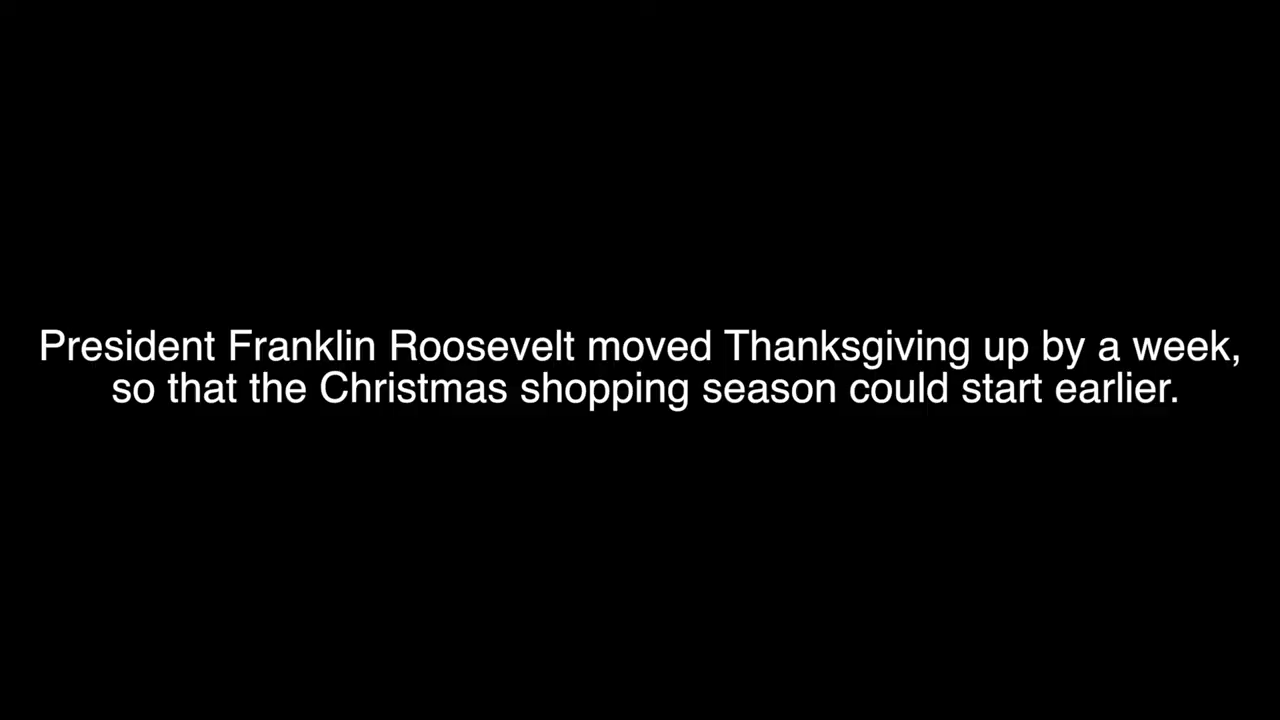 President Franklin Roosevelt moved Thanksgiving up by a week,
so that the Christmas shopping season could start earlier.